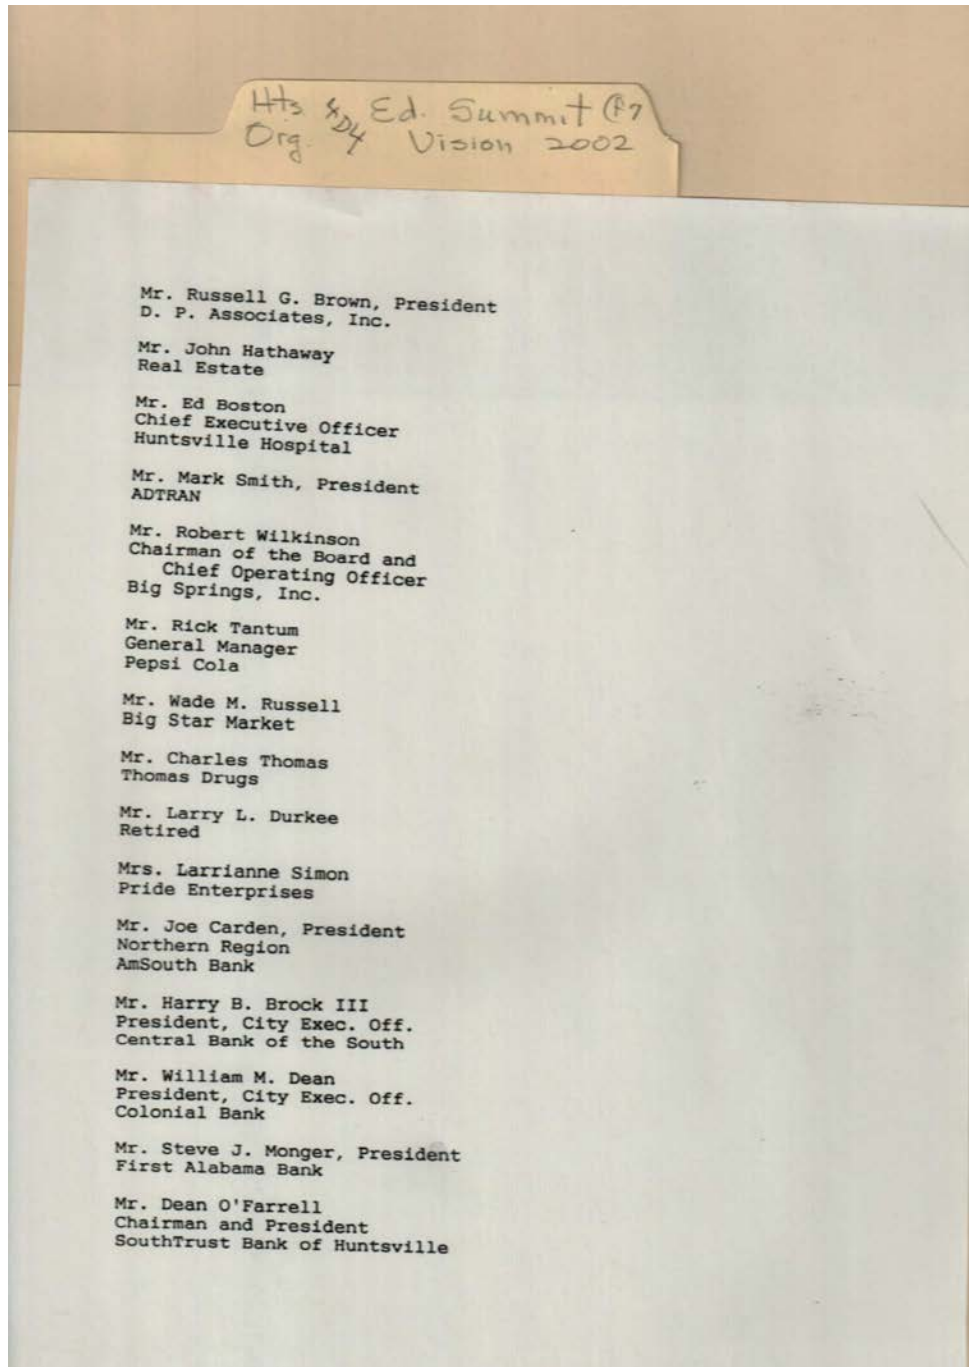 Hts Ed. Summit
Org. Vision 2002
Mr. Russell G. Brown, President
D. P. Associates, Inc.
Mr. John Hathaway
Real Estate
Mr. Ed Boston
Chief Executive Officer
Huntsville Hospital
Mr. Mark Smith, President
ADTRAN
Mr. Robert Wilkinson
Chairman of the Board and
Chief Operating Officer
Big Springs, Inc.
Mr. Rick Tantum
General Manager
Pepsi Cola
Mr. Wade M. Russell
Big Star Market
Mr. Charles Thomas
Thomas Drugs
Mr. Larry L. Durkee
Retired
Mrs. Larrianne Simon
Pride Enterprises
Mr. Joe Carden, President
Northern Region
AmSouth Bank
Mr. Harry B. Brock III
President, City Exec. Off.
Central Bank of the South
Mr. William M. Dean
President, City Exec. Off.
Colonial Bank
Mr. Steve J. Monger, President
First Alabama Bank
Mr. Dean O'Farrell
Chairman and President
SouthTrust Bank of Huntsville